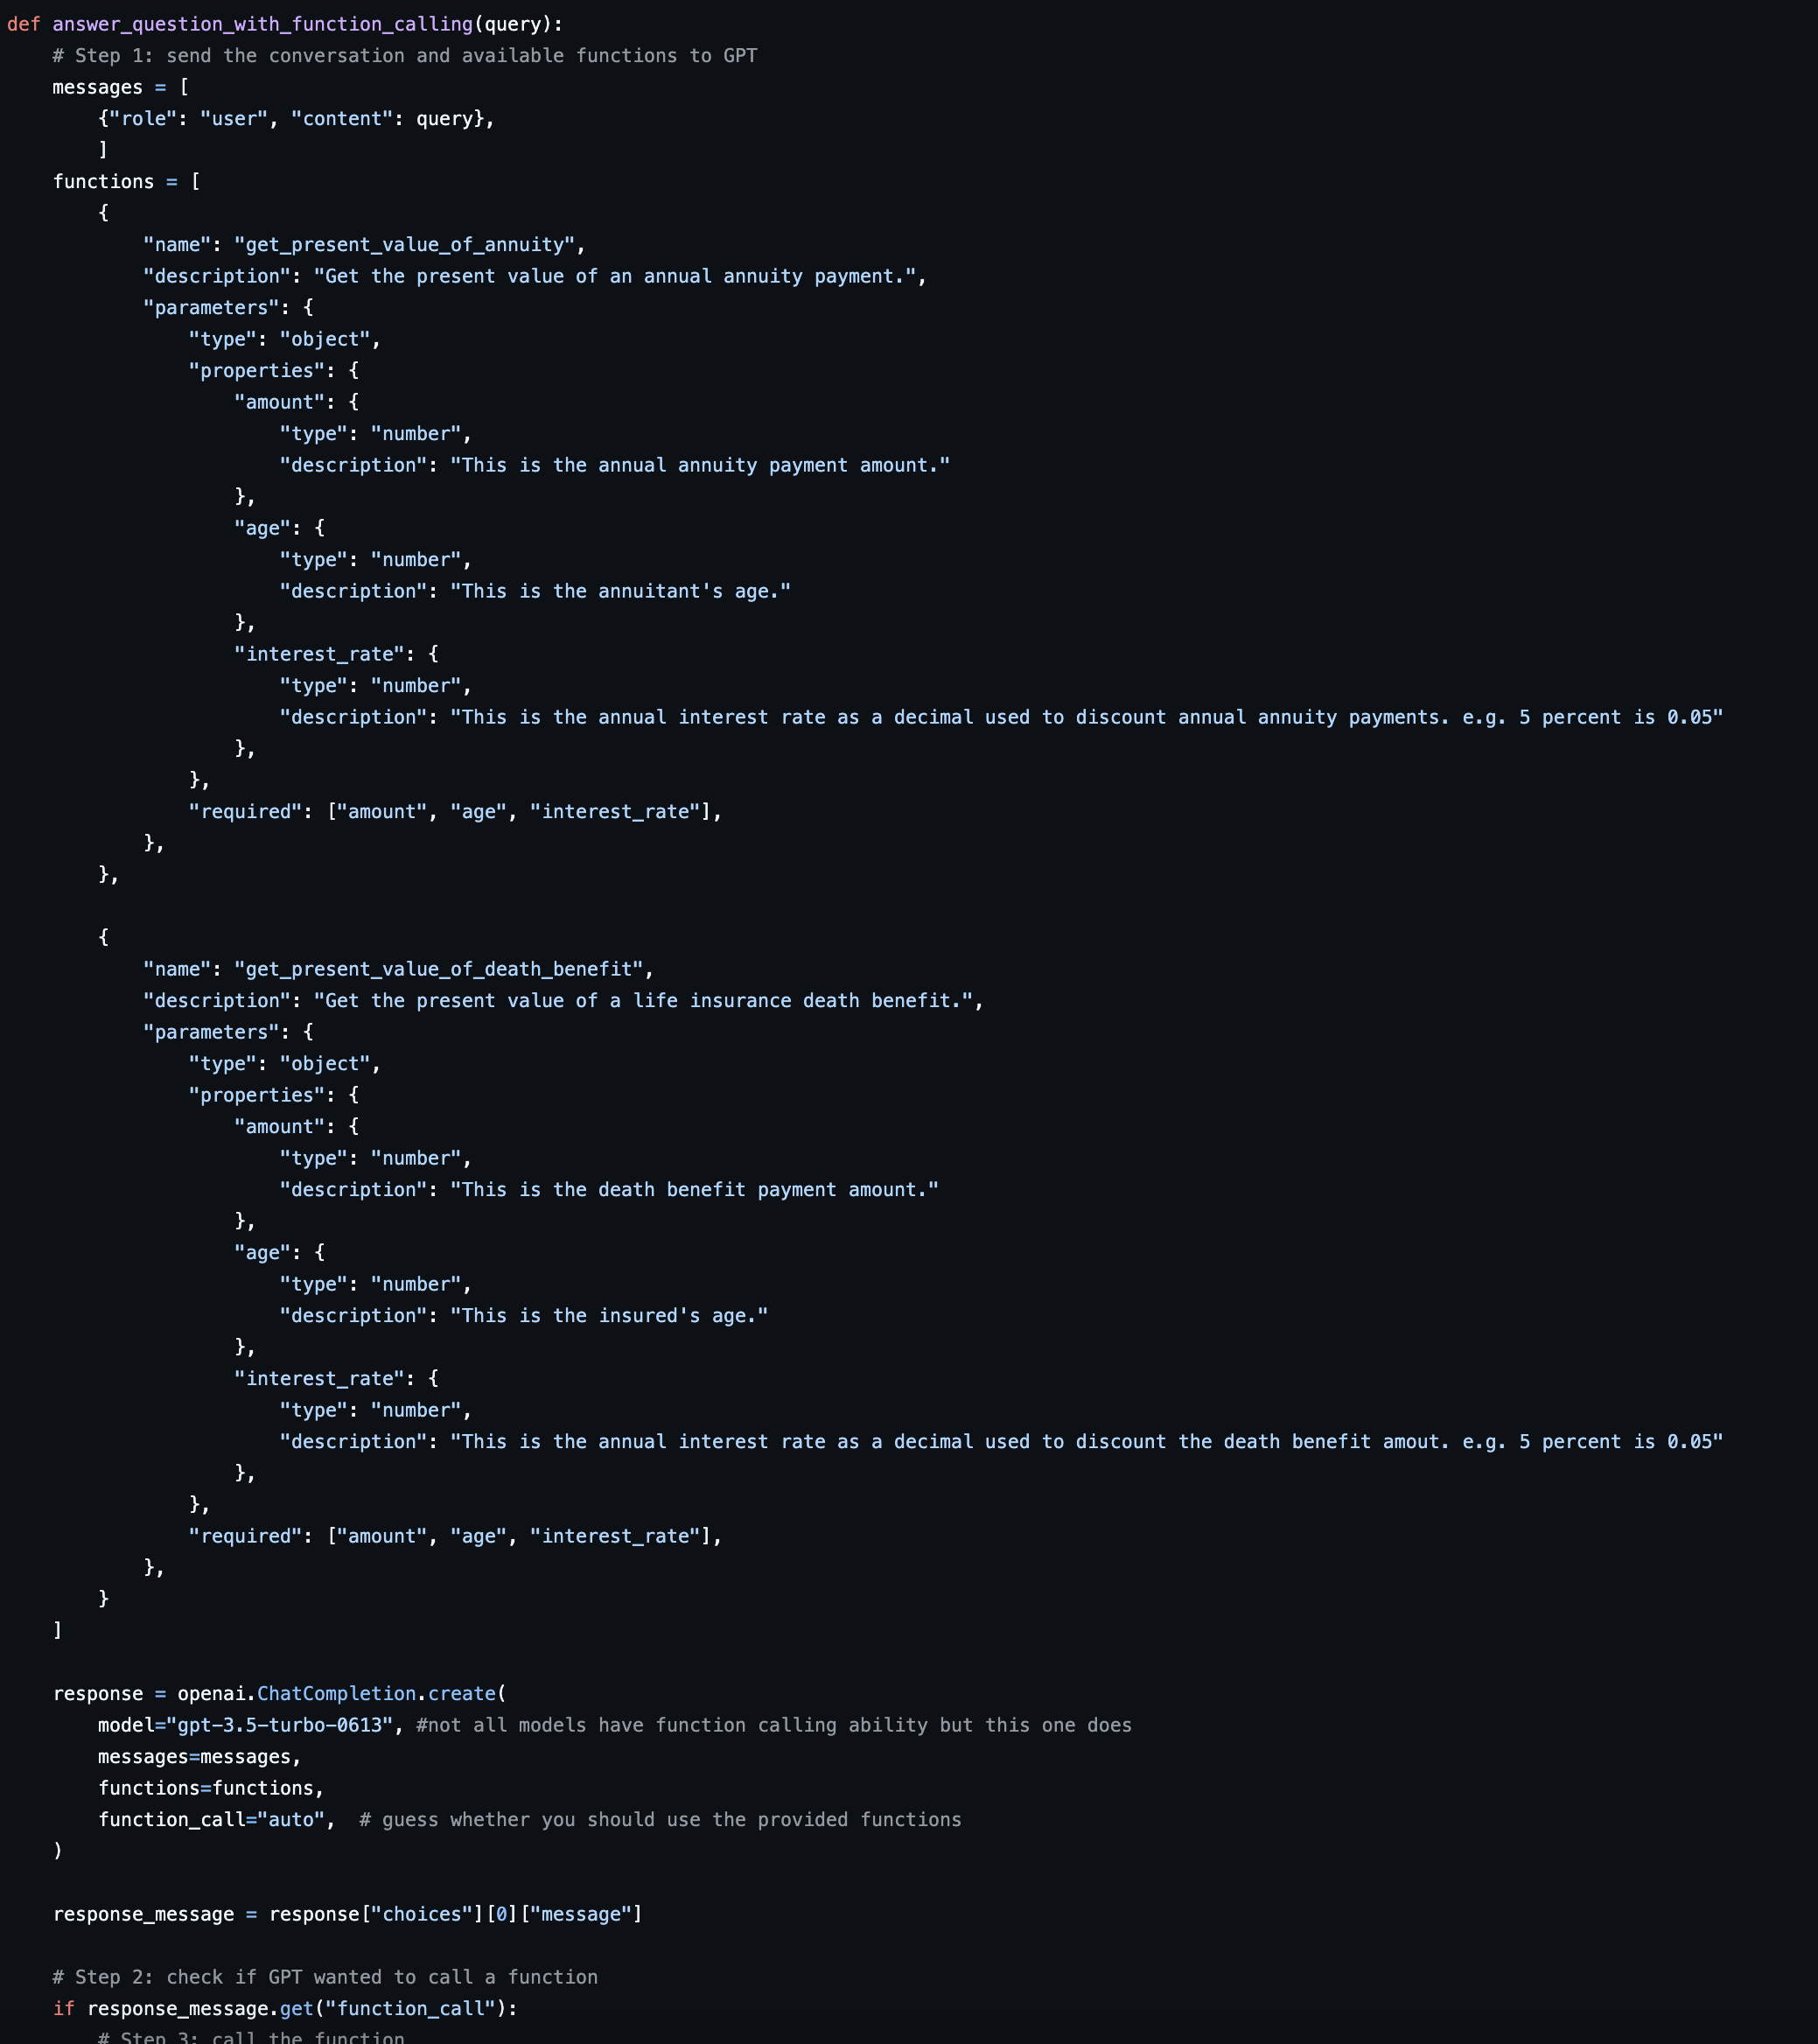 def answer_question_with_function_calling(query):
    # Step 1: send the conversation and available functions to GPT
    messages = [
        {"role": "user", "content": query},
        ]
    functions = [
        {
            "name": "get_present_value_of_annuity",
            "description": "Get the present value of an annual annuity payment.",
            "parameters": {
                "type": "object",
                "properties": {
                    "amount": {
                        "type": "number",
                        "description": "This is the annual annuity payment amount."
                    },
                    "age": {
                        "type": "number",
                        "description": "This is the annuitant's age."
                    },
                    "interest_rate": {
                        "type": "number",
                        "description": "This is the annual interest rate as a decimal used to discount annual annuity payments. e.g. 5 percent is 0.05"
                    },
                },
                "required": ["amount", "age", "interest_rate"],
            },
        },

        {
            "name": "get_present_value_of_death_benefit",
            "description": "Get the present value of a life insurance death benefit.",
            "parameters": {
                "type": "object",
                "properties": {
                    "amount": {
                        "type": "number",
                        "description": "This is the death benefit payment amount."
                    },
                    "age": {
                        "type": "number",
                        "description": "This is the insured's age."
                    },
                    "interest_rate": {
                        "type": "number",
                        "description": "This is the annual interest rate as a decimal used to discount the death benefit amout. e.g. 5 percent is 0.05"
                    },
                },
                "required": ["amount", "age", "interest_rate"],
            },
        }
    ]

    response = openai.ChatCompletion.create(
        model="gpt-3.5-turbo-0613", #not all models have function calling ability but this one does
        messages=messages,
        functions=functions,
        function_call="auto",  # guess whether you should use the provided functions
    )

    response_message = response["choices"][0]["message"]

    # Step 2: check if GPT wanted to call a function
    if response_message.get("function_call"):
        # Step 3: call the function